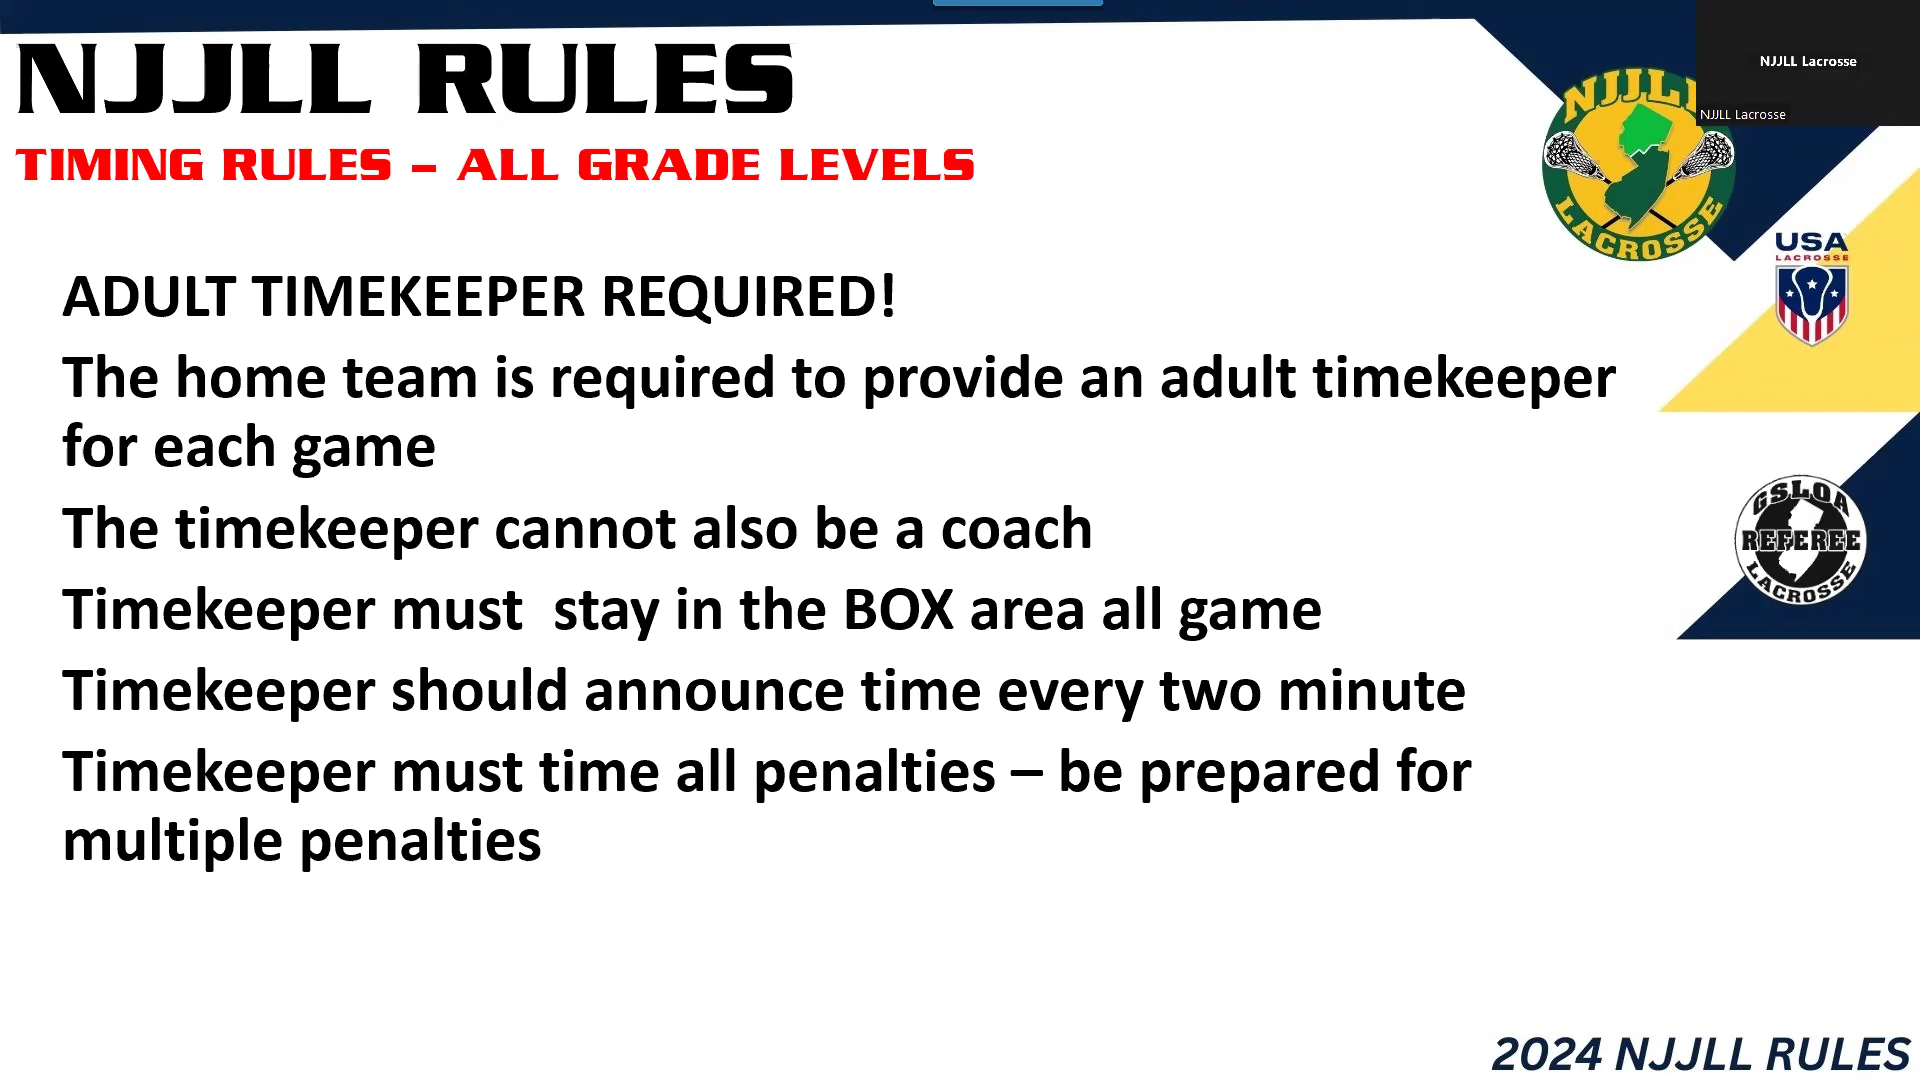 NJJLL RULES
TIMING RULES – ALL GRADE LEVELS
NJJLL Lacrosse
NJJLL Lacrosse
NJJLL
LACROSSE
USA
LACROSSE
ADULT TIMEKEEPER REQUIRED!
The home team is required to provide an adult timekeeper
for each game
The timekeeper cannot also be a coach
Timekeeper must  stay in the BOX area all game
Timekeeper should announce time every two minute
Timekeeper must time all penalties – be prepared for
multiple penalties
GSLOA
REFEREE
LACROSSE
2024 NJJLL RULES